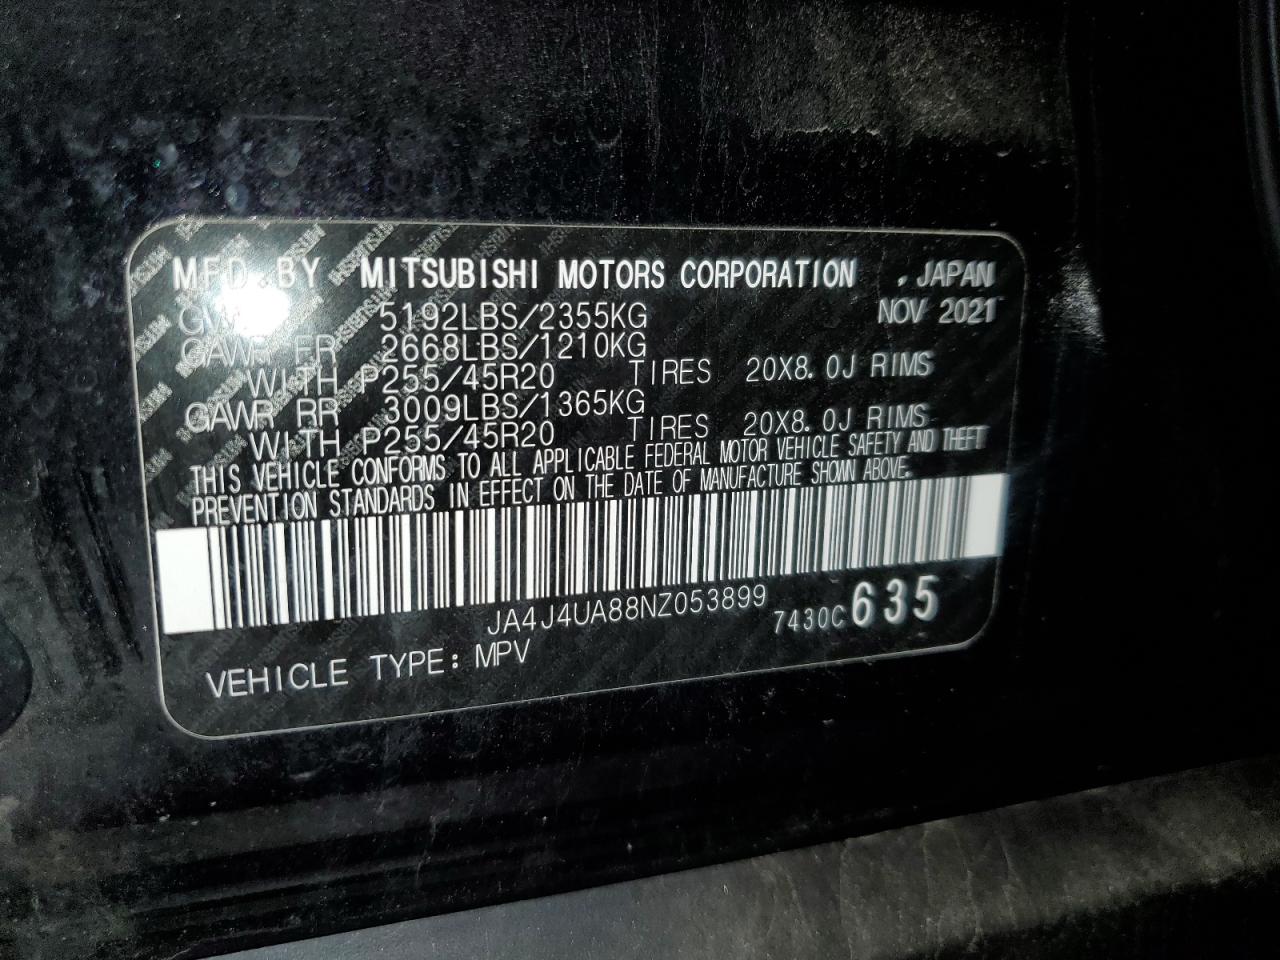 MFD.BY MITSUBISHI MOTORS CORPORATION , JAPAN
GVWR 5192LBS/2355KG NOV 2021
GAWR FR 2668LBS/1210KG
WITH P255/45R20 TIRES 20X8.0J RIMS
GAWR RR 3009LBS/1365KG
WITH P255/45R20 TIRES 20X8.0J RIMS
THIS VEHICLE CONFORMS TO ALL APPLICABLE FEDERAL MOTOR VEHICLE SAFETY AND THEFT
PREVENTION STANDARDS IN EFFECT ON THE DATE OF MANUFACTURE SHOWN ABOVE.
JA4J4UA88NZ053899 7430C635
VEHICLE TYPE: MPV